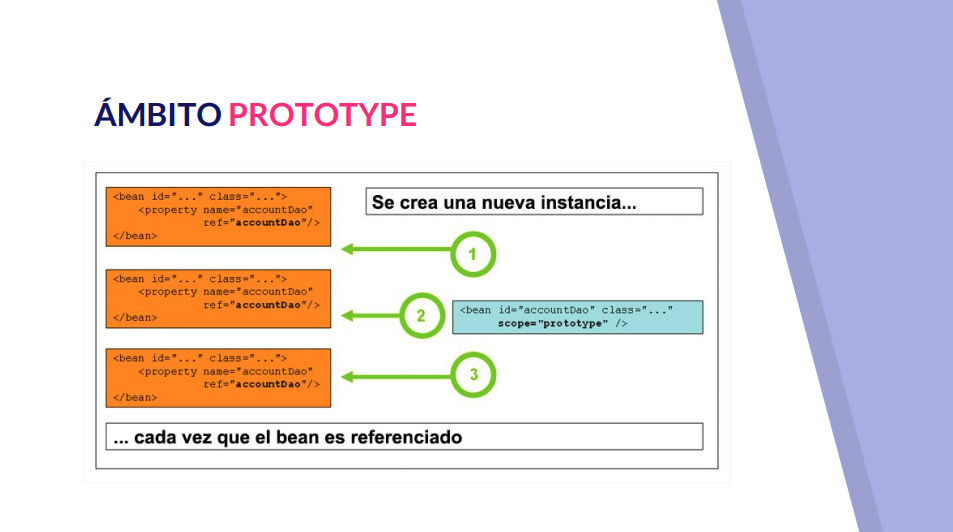 ÁMBITO PROTOTYPE
<bean id="..." class="...">
<property name="accountDao"
ref="accountDao"/>
</bean>
Se crea una nueva instancia...
1
<bean id="..." class="...">
<property name="accountDao"
ref="accountDao"/>
</bean>
2
<bean id="accountDao" class="..."
scope="prototype" />
<bean id="..." class="...">
<property name="accountDao"
ref="accountDao"/>
</bean>
3
... cada vez que el bean es referenciado